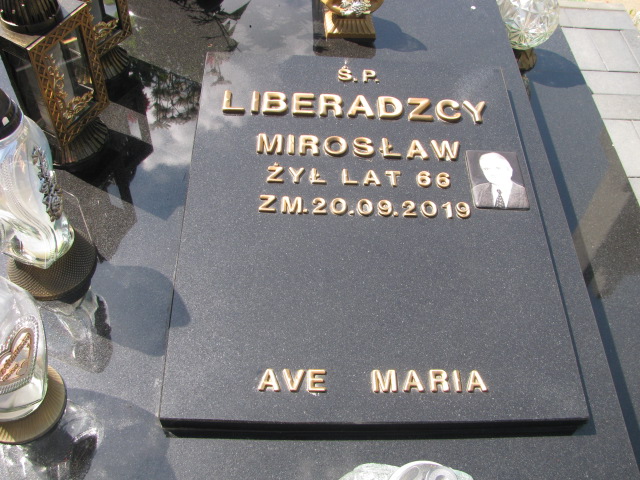 Ś.P.
LIBERADZCY
MIROSŁAW
ŻYŁ LAT 66
ZM.20.09.2019
AVE MARIA